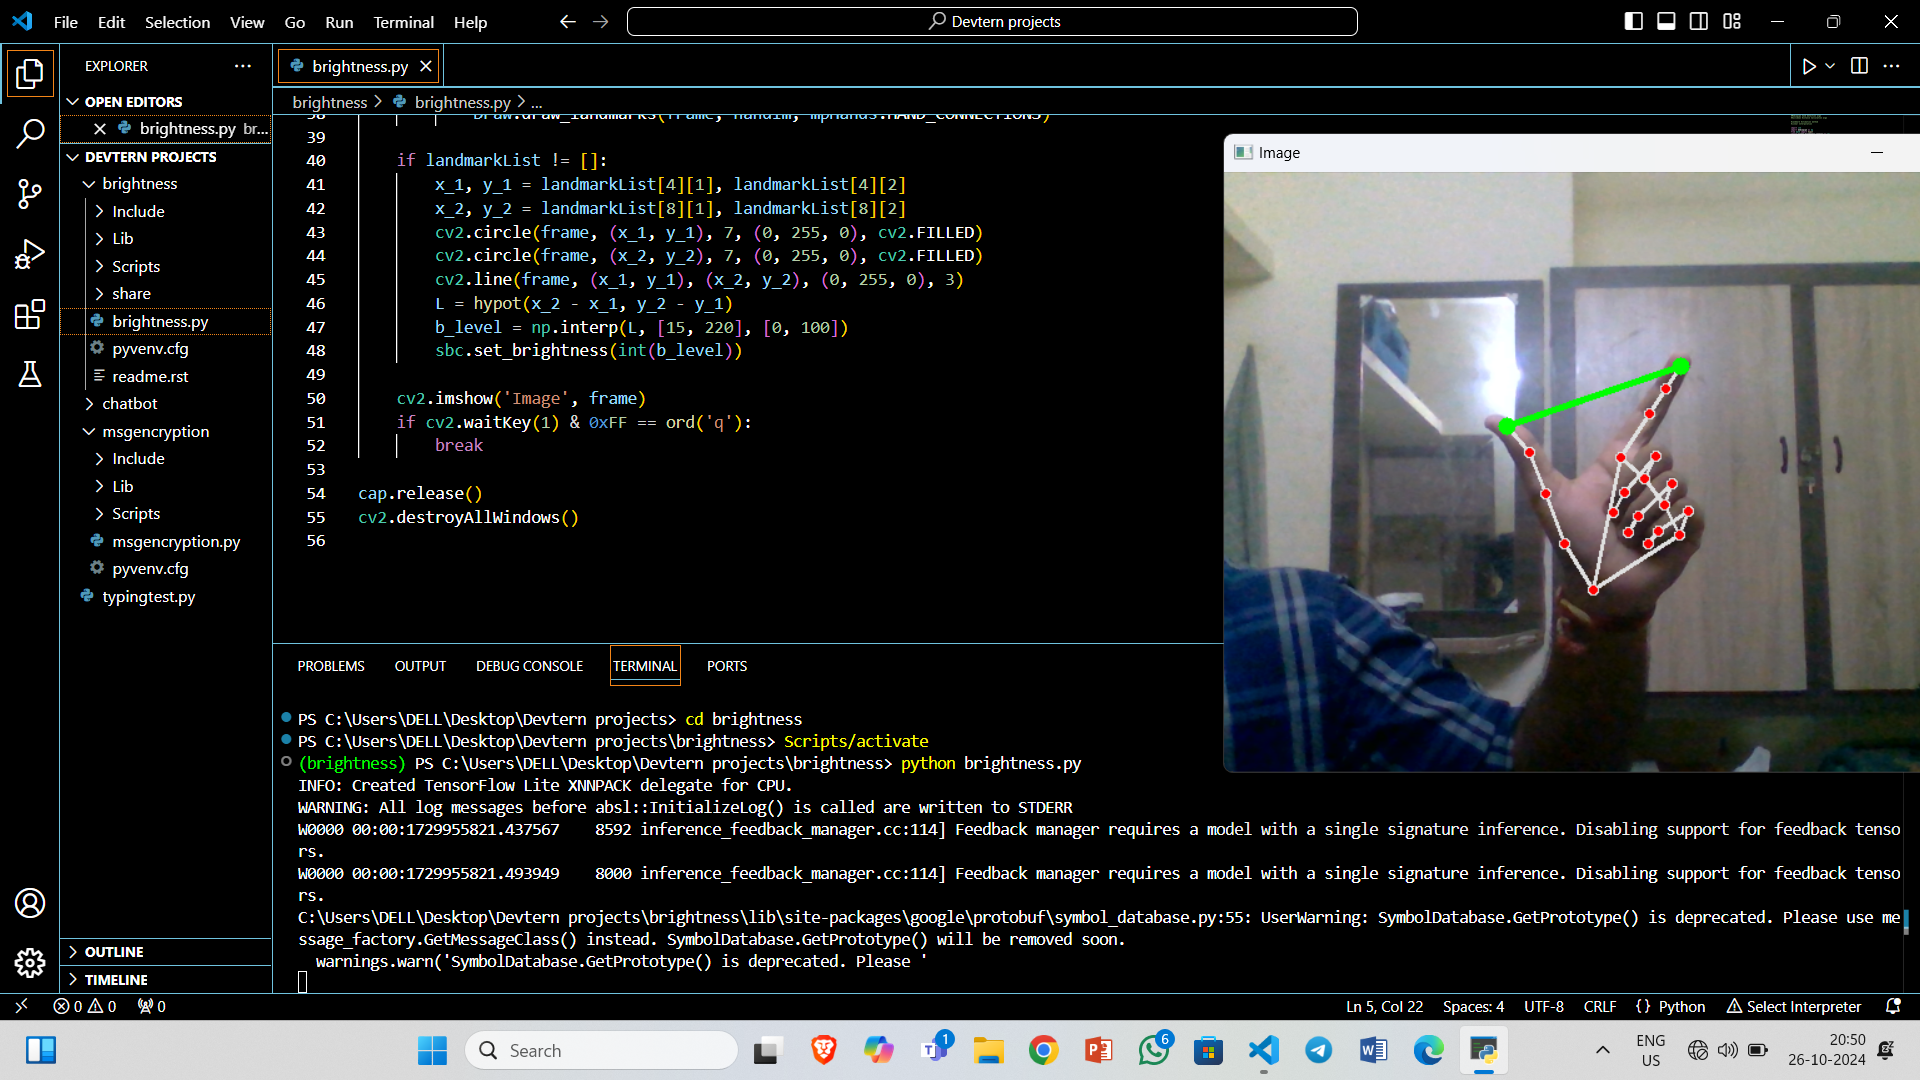 File Edit Selection View Go Run Terminal Help
Devtern projects
EXPLORER
OPEN EDITORS
brightness.py br...
DEVTERN PROJECTS
brightness
Include
Lib
Scripts
share
brightness.py
pyvenv.cfg
readme.rst
chatbot
msgencryption
Include
Lib
Scripts
msgencryption.py
pyvenv.cfg
typingtest.py
OUTLINE
TIMELINE
brightness.py
brightness > brightness.py > ...
38 Draw.draw_landmarks(frame, handlm, mpHands.HAND_CONNECTIONS)
39
40 if landmarkList != []:
41 x_1, y_1 = landmarkList[4][1], landmarkList[4][2]
42 x_2, y_2 = landmarkList[8][1], landmarkList[8][2]
43 cv2.circle(frame, (x_1, y_1), 7, (0, 255, 0), cv2.FILLED)
44 cv2.circle(frame, (x_2, y_2), 7, (0, 255, 0), cv2.FILLED)
45 cv2.line(frame, (x_1, y_1), (x_2, y_2), (0, 255, 0), 3)
46 L = hypot(x_2 - x_1, y_2 - y_1)
47 b_level = np.interp(L, [15, 220], [0, 100])
48 sbc.set_brightness(int(b_level))
49
50 cv2.imshow('Image', frame)
51 if cv2.waitKey(1) & 0xFF == ord('q'):
52 break
53
54 cap.release()
55 cv2.destroyAllWindows()
56
Image
PROBLEMS OUTPUT DEBUG CONSOLE TERMINAL PORTS
PS C:\Users\DELL\Desktop\Devtern projects> cd brightness
PS C:\Users\DELL\Desktop\Devtern projects\brightness> Scripts/activate
(brightness) PS C:\Users\DELL\Desktop\Devtern projects\brightness> python brightness.py
INFO: Created TensorFlow Lite XNNPACK delegate for CPU.
WARNING: All log messages before absl::InitializeLog() is called are written to STDERR
W0000 00:00:1729955821.437567 8592 inference_feedback_manager.cc:114] Feedback manager requires a model with a single signature inference. Disabling support for feedback tenso
rs.
W0000 00:00:1729955821.493949 8000 inference_feedback_manager.cc:114] Feedback manager requires a model with a single signature inference. Disabling support for feedback tenso
rs.
C:\Users\DELL\Desktop\Devtern projects\brightness\lib\site-packages\google\protobuf\symbol_database.py:55: UserWarning: SymbolDatabase.GetPrototype() is deprecated. Please use me
ssage_factory.GetMessageClass() instead. SymbolDatabase.GetPrototype() will be removed soon.
warnings.warn('SymbolDatabase.GetPrototype() is deprecated. Please '
0 0 0
Ln 5, Col 22 Spaces: 4 UTF-8 CRLF {} Python Select Interpreter
Search
1
6
ENG
US
20:50
26-10-2024